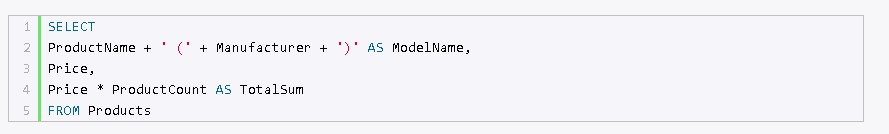 1 SELECT
2 ProductName + ' (' + Manufacturer + ')' AS ModelName,
3 Price,
4 Price * ProductCount AS TotalSum
5 FROM Products